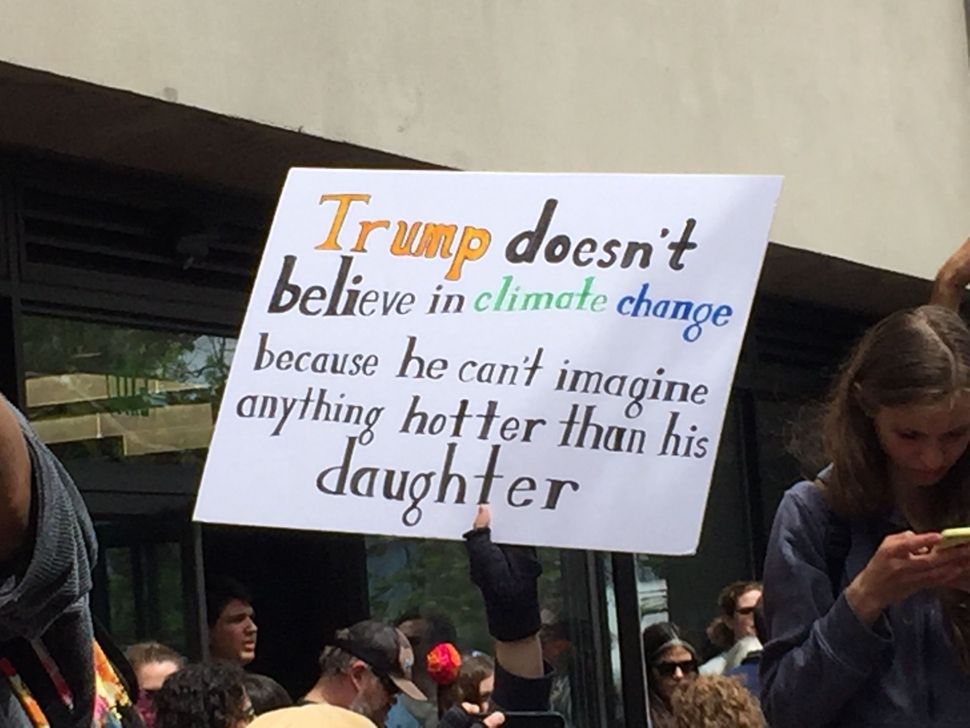 Trump doesn't
believe in climate change
because he can't imagine
anything hotter than his
daughter